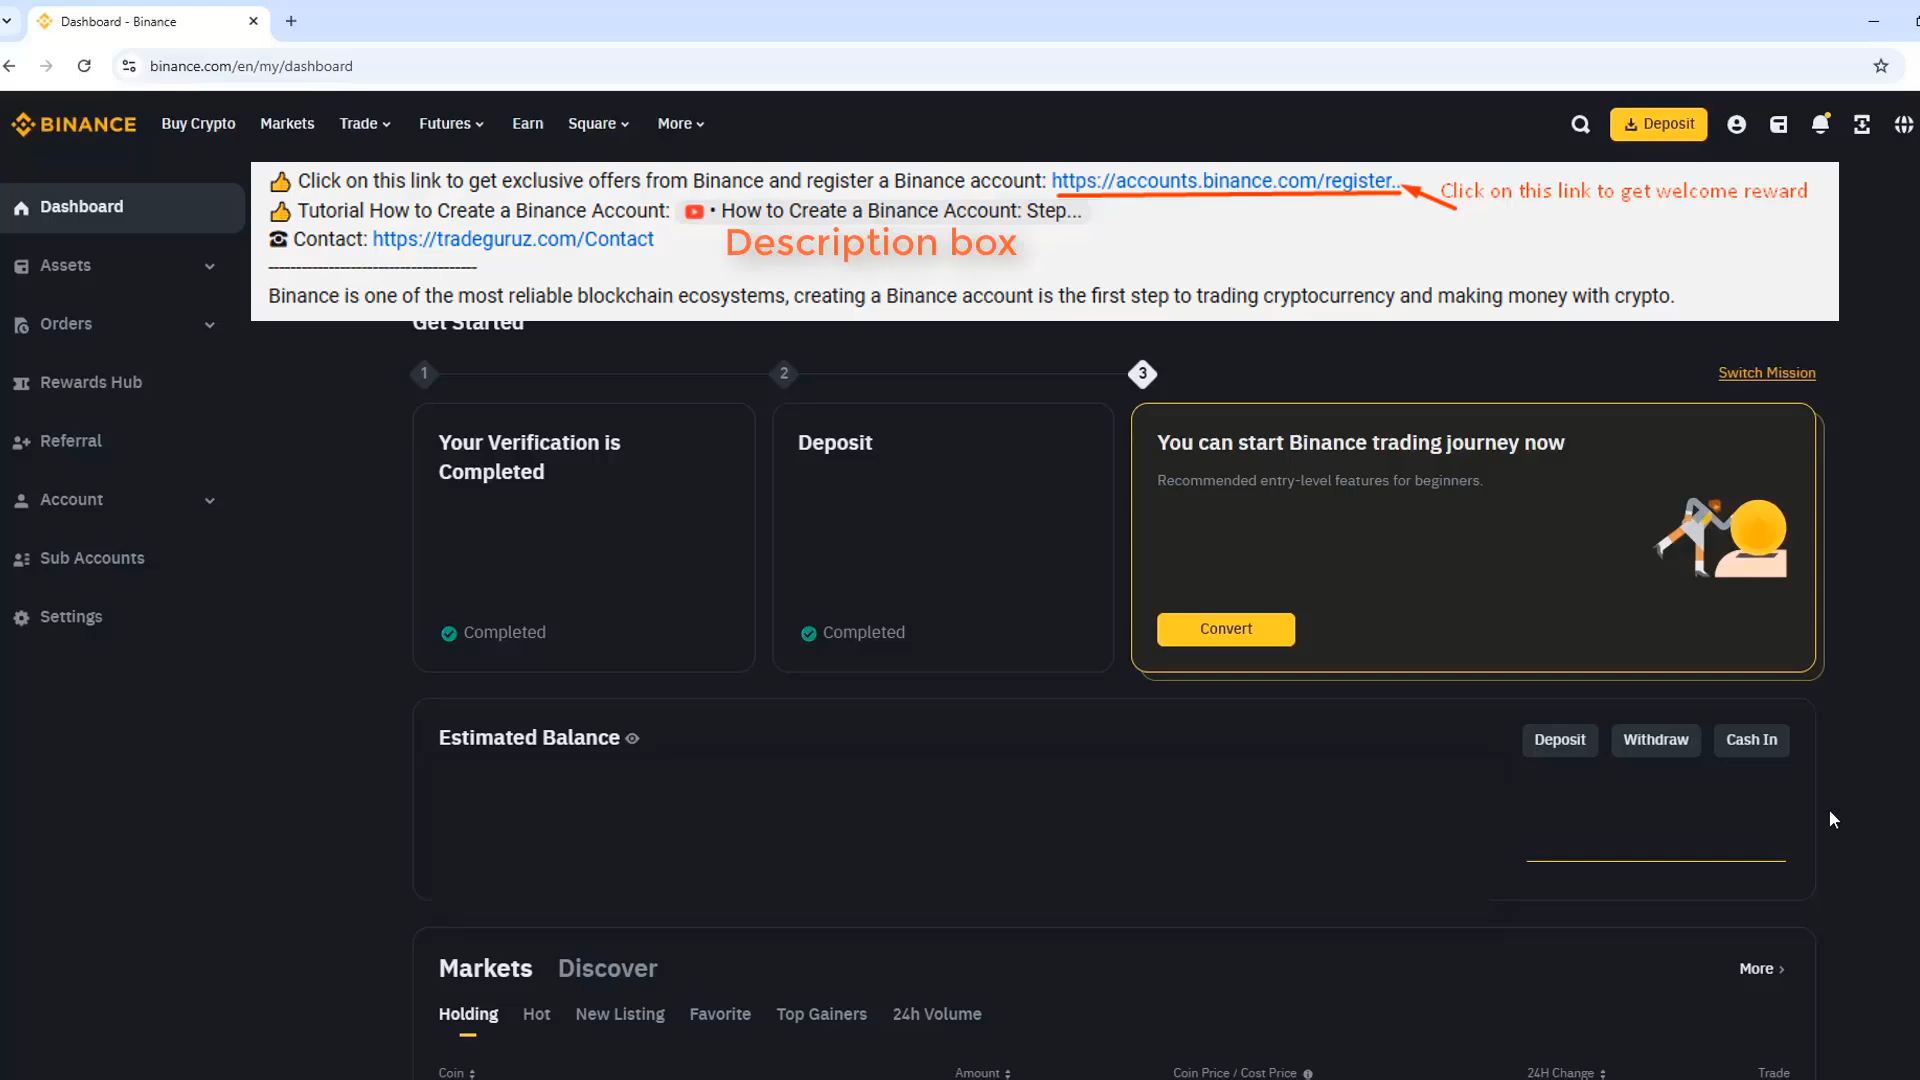 Dashboard - Binance
binance.com/en/my/dashboard
BINANCE Buy Crypto Markets Trade Futures Earn Square More Deposit
👍 Click on this link to get exclusive offers from Binance and register a Binance account: https://accounts.binance.com/register.. Click on this link to get welcome reward
👍 Tutorial How to Create a Binance Account: • How to Create a Binance Account: Step...
☎ Contact: https://tradeguruz.com/Contact
Description box
------------------------------------
Binance is one of the most reliable blockchain ecosystems, creating a Binance account is the first step to trading cryptocurrency and making money with crypto.
Dashboard
Assets
Orders
Rewards Hub
Referral
Account
Sub Accounts
Settings
Get Started
1 2 3 Switch Mission
Your Verification is
Completed
Completed
Deposit
Completed
You can start Binance trading journey now
Recommended entry-level features for beginners.
Convert
Estimated Balance
Deposit Withdraw Cash In
Markets Discover More
Holding Hot New Listing Favorite Top Gainers 24h Volume
Coin Amount Coin Price / Cost Price 24H Change Trade